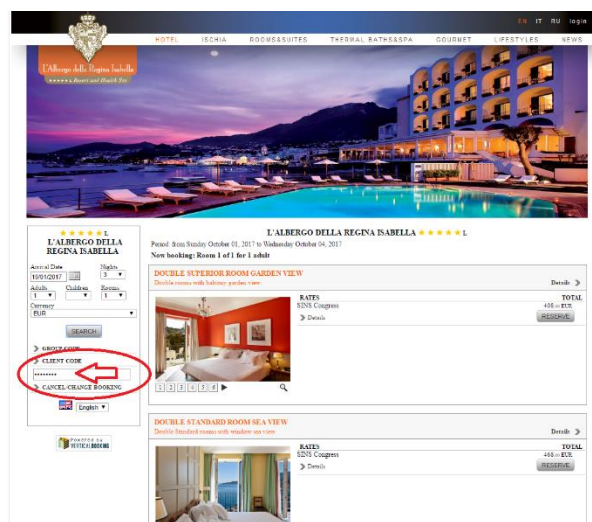 EN IT RU login
HOTEL ISCHIA ROOMS&SUITES THERMAL BATHS&SPA GOURMET LIFESTYLES NEWS
L'Albergo della Regina Isabella
Resort and Health Spa
L
L'ALBERGO DELLA
REGINA ISABELLA
Arrival Date Nights
10/01/2017 3
Adults Children Rooms
1 1
Currency
EUR
SEARCH
GROUP CODE
CLIENT CODE
••••••••
CANCEL/CHANGE BOOKING
English
Powered by
VERTICALBOOKING
L'ALBERGO DELLA REGINA ISABELLA L
Period: from Sunday October 01, 2017 to Wednesday October 04, 2017
Now booking: Room 1 of 1 for 1 adult
DOUBLE SUPERIOR ROOM GARDEN VIEW
Double rooms with balcony garden view Details
RATES TOTAL
SINS Congress EUR
Details RESERVE
1 2 3 4 5 6
DOUBLE STANDARD ROOM SEA VIEW
Double Standard rooms with window sea view Details
RATES TOTAL
SINS Congress EUR
Details RESERVE